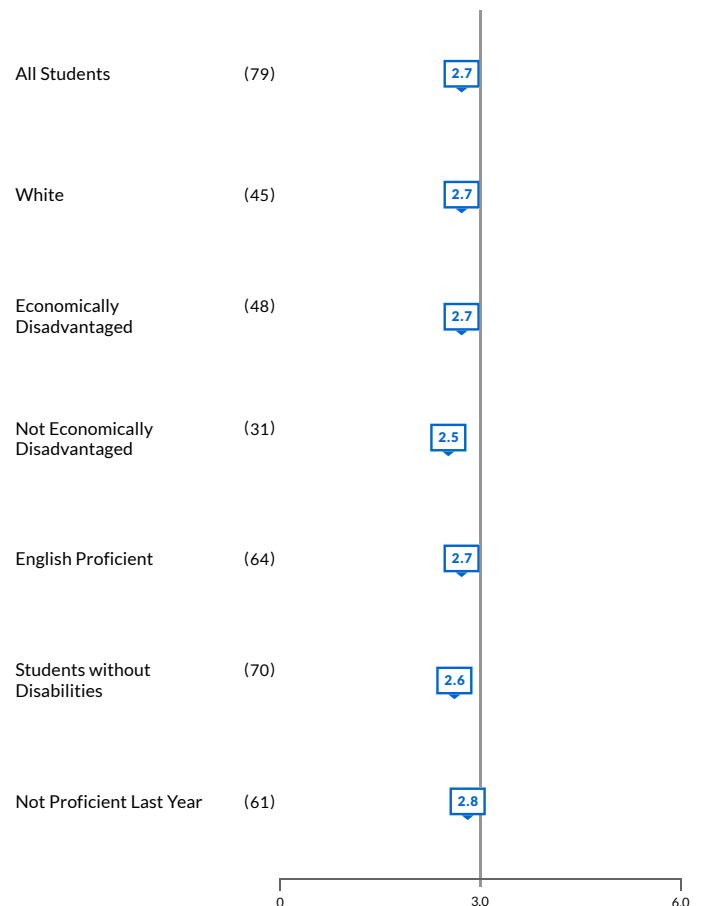 All Students (79) 2.7
White (45) 2.7
Economically (48)
Disadvantaged 2.7
Not Economically (31)
Disadvantaged 2.5
English Proficient (64) 2.7
Students without (70)
Disabilities 2.6
Not Proficient Last Year (61) 2.8
0 3.0 6.0